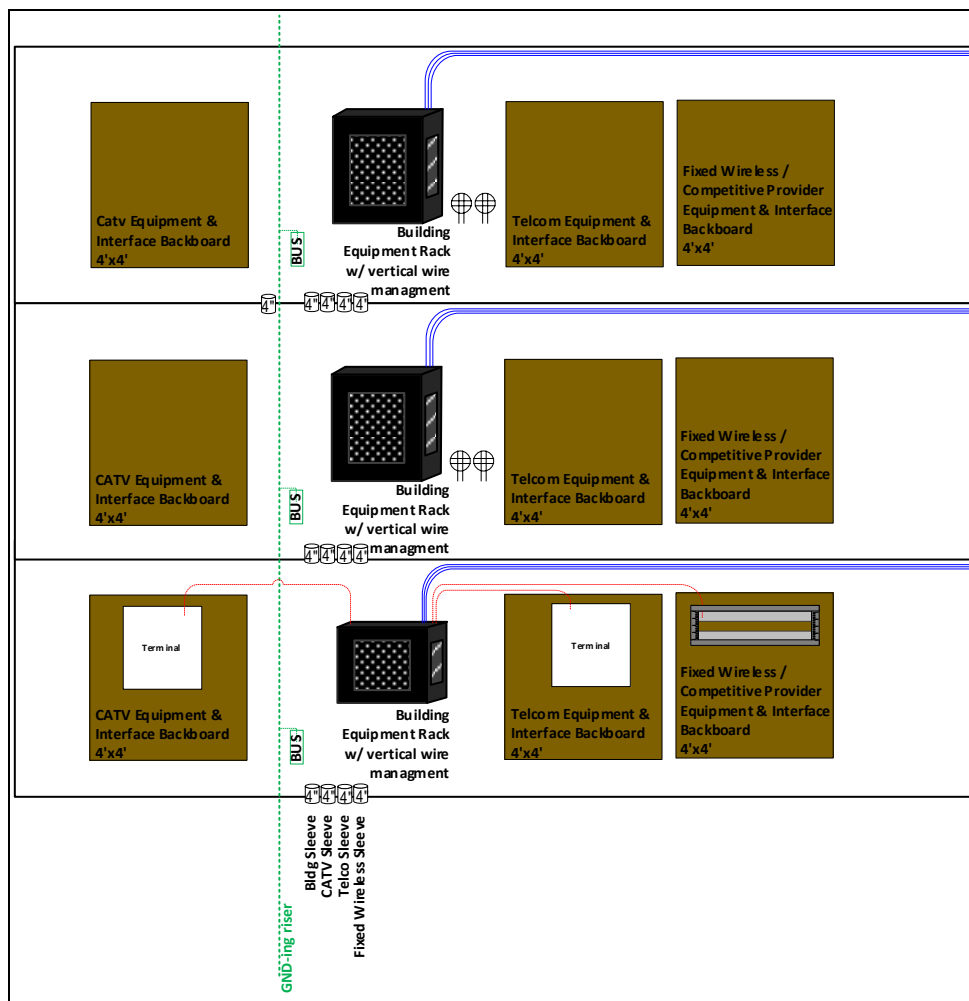 Catv Equipment &
Interface Backboard
4'x4'
BUS
Building
Equipment Rack
w/ vertical wire
managment
Telcom Equipment &
Interface Backboard
4'x4'
Fixed Wireless /
Competitive Provider
Equipment & Interface
Backboard
4'x4'
4"
4"
4"
4"
4"
CATV Equipment &
Interface Backboard
4'x4'
BUS
Building
Equipment Rack
w/ vertical wire
managment
Telcom Equipment &
Interface Backboard
4'x4'
Fixed Wireless /
Competitive Provider
Equipment & Interface
Backboard
4'x4'
4"
4"
4"
4"
Terminal
CATV Equipment &
Interface Backboard
4'x4'
BUS
Building
Equipment Rack
w/ vertical wire
managment
Terminal
Telcom Equipment &
Interface Backboard
4'x4'
Fixed Wireless /
Competitive Provider
Equipment & Interface
Backboard
4'x4'
4"
4"
4"
4"
GND-ing riser
Bldg Sleeve
CATV Sleeve
Telco Sleeve
Fixed Wireless Sleeve